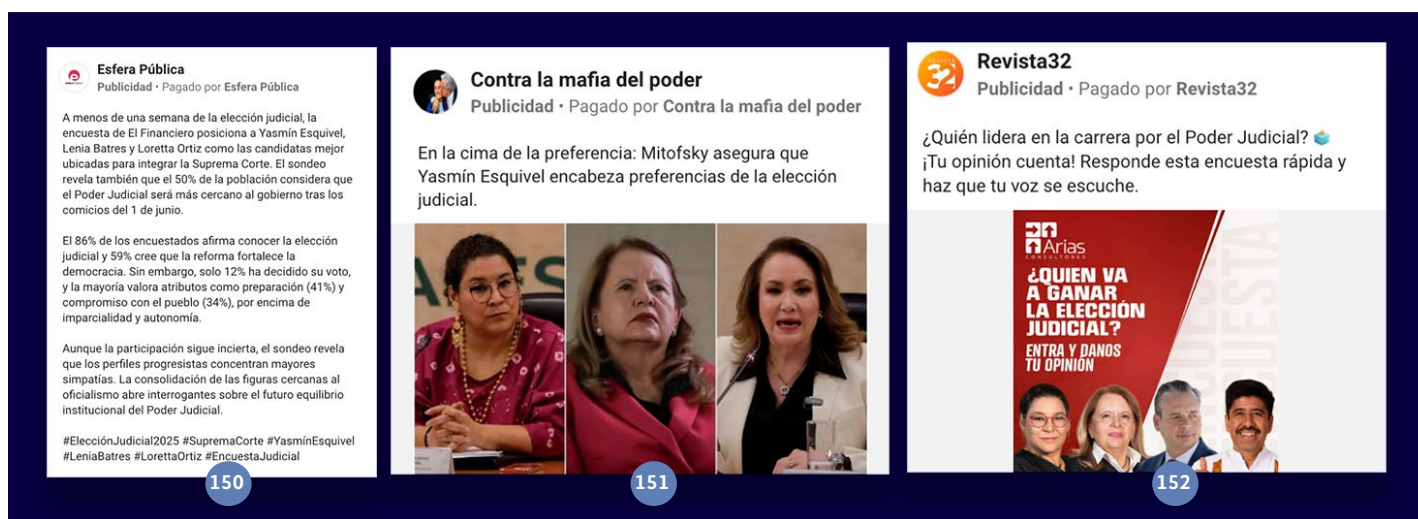 Esfera Pública
Publicidad · Pagado por Esfera Pública
A menos de una semana de la elección judicial, la
encuesta de El Financiero posiciona a Yasmín Esquivel,
Lenia Batres y Loretta Ortiz como las candidatas mejor
ubicadas para integrar la Suprema Corte. El sondeo
revela también que el 50% de la población considera que
el Poder Judicial será más cercano al gobierno tras los
comicios del 1 de junio.
El 86% de los encuestados afirma conocer la elección
judicial y 59% cree que la reforma fortalece la
democracia. Sin embargo, solo 12% ha decidido su voto,
y la mayoría valora atributos como preparación (41%) y
compromiso con el pueblo (34%), por encima de
imparcialidad y autonomía.
Aunque la participación sigue incierta, el sondeo revela
que los perfiles progresistas concentran mayores
simpatías. La consolidación de las figuras cercanas al
oficialismo abre interrogantes sobre el futuro equilibrio
institucional del Poder Judicial.
#ElecciónJudicial2025 #SupremaCorte #YasmínEsquivel
#LeniaBatres #LorettaOrtiz #EncuestaJudicial
150
Contra la mafia del poder
Publicidad · Pagado por Contra la mafia del poder
En la cima de la preferencia: Mitofsky asegura que
Yasmín Esquivel encabeza preferencias de la elección
judicial.
151
REVISTA
32
Revista32
Publicidad · Pagado por Revista32
¿Quién lidera en la carrera por el Poder Judicial?
¡Tu opinión cuenta! Responde esta encuesta rápida y
haz que tu voz se escuche.
Arias
CONSULTORES
¿QUIEN VA
A GANAR
LA ELECCIÓN
JUDICIAL?
ENTRA Y DANOS
TU OPINIÓN
152